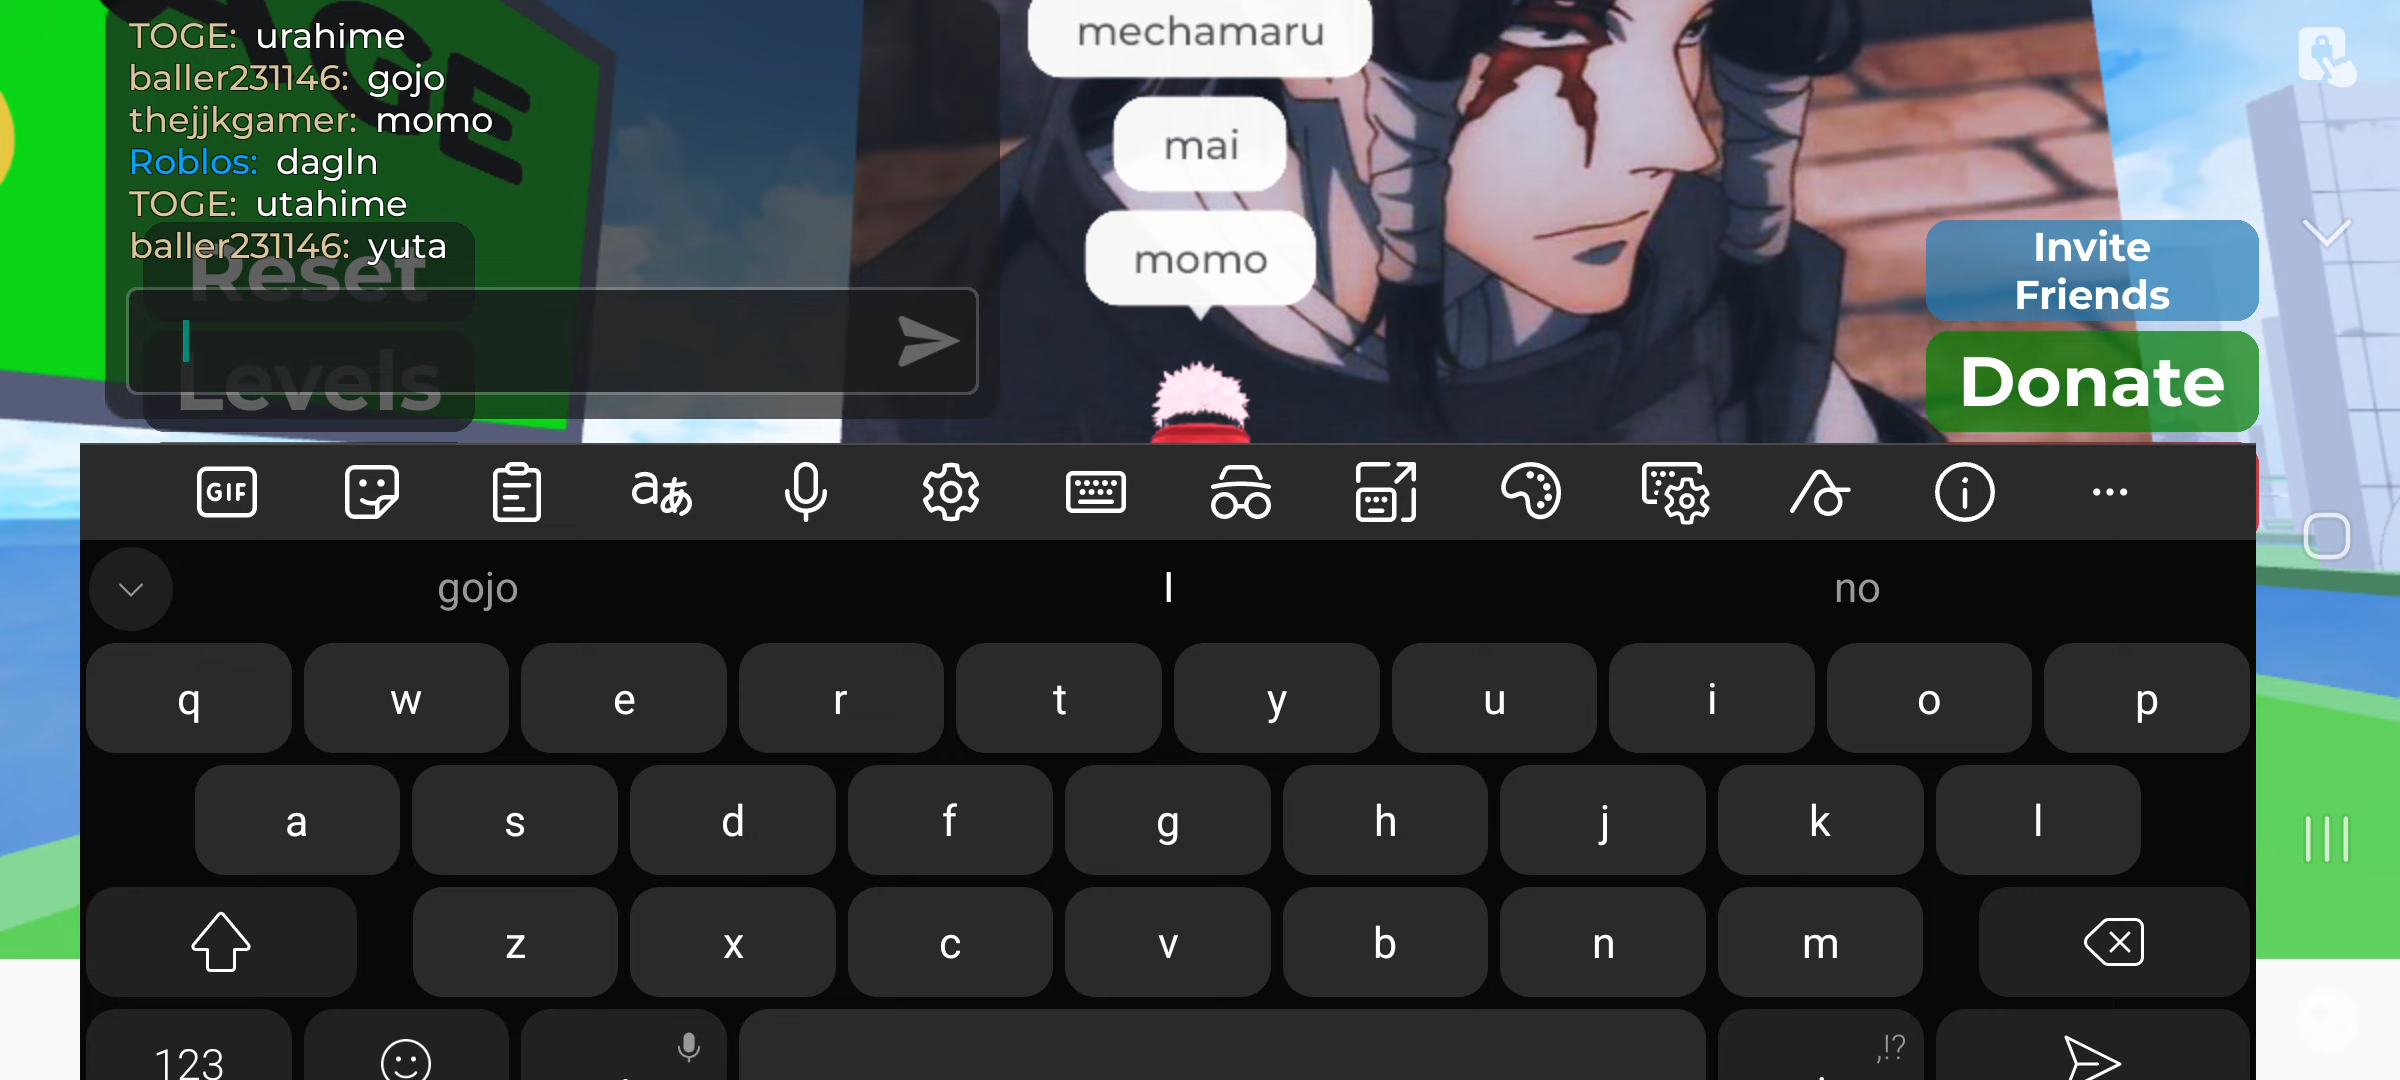 TOGE: urahime
baller231146: gojo
thejjkgamer: momo
Roblos: dagln
TOGE: utahime
baller231146: yuta
Reset
Levels
mechamaru
mai
momo
Invite
Friends
Donate
GIF
aあ
gojo
I
no
q w e r t y u i o p
a s d f g h j k l
z x c v b n m
123
,!?